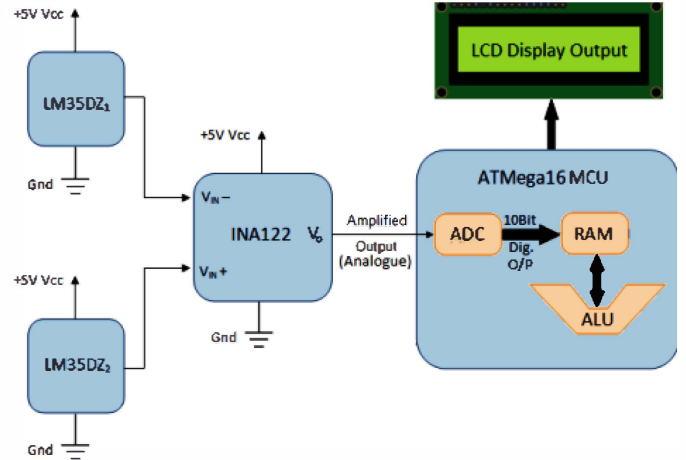 +5V Vcc
LM35DZ₁
Gnd
+5V Vcc
LM35DZ₂
Gnd
+5V Vcc
V_IN −
INA122
V_o
V_IN +
Gnd
Amplified
Output
(Analogue)
LCD Display Output
ATMega16 MCU
ADC
10Bit
Dig.
O/P
RAM
ALU